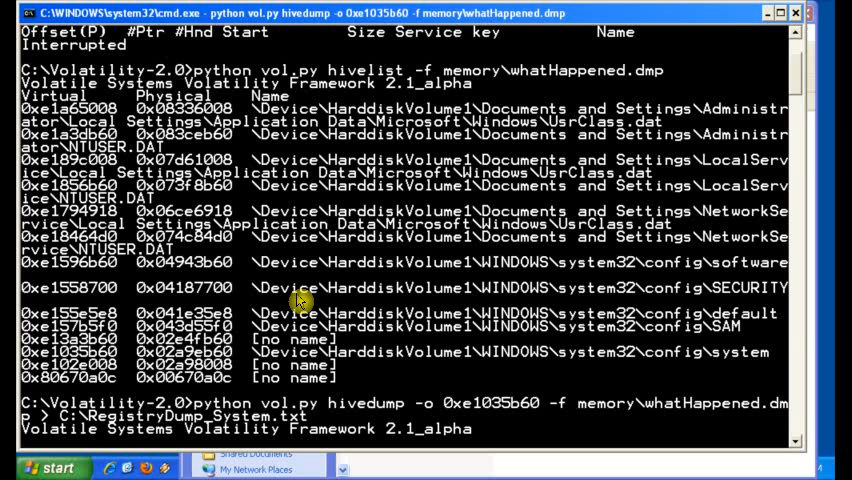 C:\WINDOWS\system32\cmd.exe - python vol.py hivedump -o 0xe1035b60 -f memory\whatHappened.dmp
Offset(P) #Ptr #Hnd Start Size Service key Name
Interrupted
C:\Volatility-2.0>python vol.py hivelist -f memory\whatHappened.dmp
Volatile Systems Volatility Framework 2.1_alpha
Virtual Physical Name
0xe1a65008 0x08336008 \Device\HarddiskVolume1\Documents and Settings\Administr
ator\Local Settings\Application Data\Microsoft\Windows\UsrClass.dat
0xe1a3db60 0x083ceb60 \Device\HarddiskVolume1\Documents and Settings\Administr
ator\NTUSER.DAT
0xe189c008 0x07d61008 \Device\HarddiskVolume1\Documents and Settings\LocalServ
ice\Local Settings\Application Data\Microsoft\Windows\UsrClass.dat
0xe1856b60 0x073f8b60 \Device\HarddiskVolume1\Documents and Settings\LocalServ
ice\NTUSER.DAT
0xe1794918 0x06ce6918 \Device\HarddiskVolume1\Documents and Settings\NetworkSe
rvice\Local Settings\Application Data\Microsoft\Windows\UsrClass.dat
0xe18464d0 0x074c84d0 \Device\HarddiskVolume1\Documents and Settings\NetworkSe
rvice\NTUSER.DAT
0xe1596b60 0x04943b60 \Device\HarddiskVolume1\WINDOWS\system32\config\software
0xe1558700 0x04187700 \Device\HarddiskVolume1\WINDOWS\system32\config\SECURITY
0xe155e5e8 0x041e35e8 \Device\HarddiskVolume1\WINDOWS\system32\config\default
0xe157b5f0 0x043d55f0 \Device\HarddiskVolume1\WINDOWS\system32\config\SAM
0xe13a3b60 0x02e4fb60 [no name]
0xe1035b60 0x02a9eb60 \Device\HarddiskVolume1\WINDOWS\system32\config\system
0xe102e008 0x02a98008 [no name]
0x80670a0c 0x00670a0c [no name]
C:\Volatility-2.0>python vol.py hivedump -o 0xe1035b60 -f memory\whatHappened.dm
p > C:\RegistryDump_System.txt
Volatile Systems Volatility Framework 2.1_alpha
Shared Documents
My Network Places
start